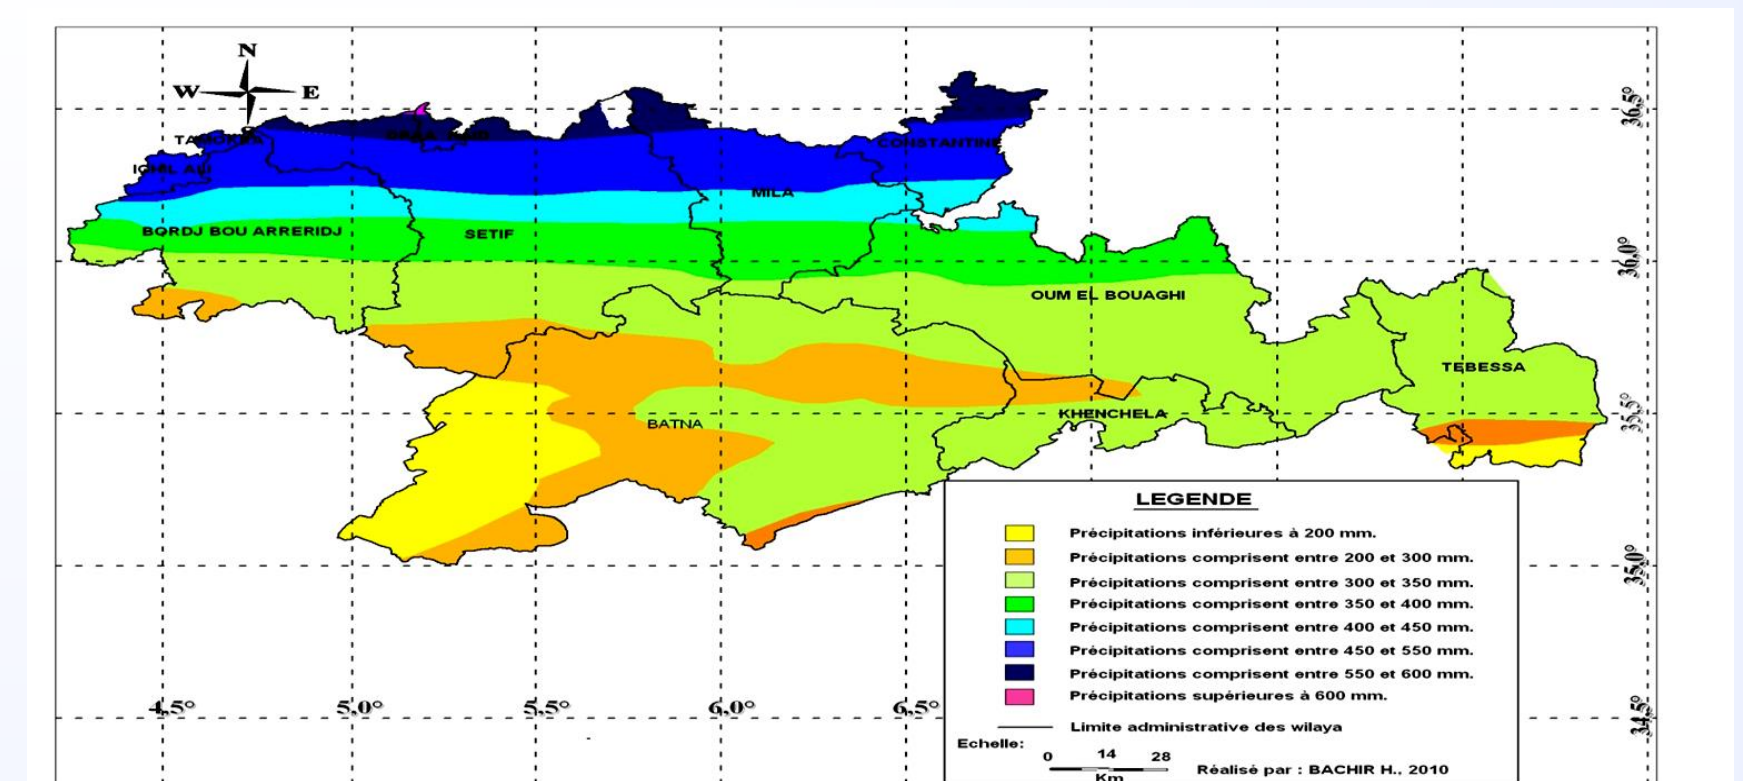 N
W E
36,5°
CONSTANTINE
MILA
BORDJ BOU ARRERIDJ
SETIF
36,0°
OUM EL BOUAGHI
TEBESSA
KHENCHELA
35,5°
BATNA
LEGENDE
Précipitations inférieures à 200 mm.
Précipitations comprisent entre 200 et 300 mm.
Précipitations comprisent entre 300 et 350 mm.
35,0°
Précipitations comprisent entre 350 et 400 mm.
Précipitations comprisent entre 400 et 450 mm.
Précipitations comprisent entre 450 et 550 mm.
Précipitations comprisent entre 550 et 600 mm.
Précipitations supérieures à 600 mm.
4,5° 5,0° 5,5° 6,0° 6,5° 34,5°
Limite administrative des wilaya
Echelle:
0 14 28
Km
Réalisé par : BACHIR H., 2010